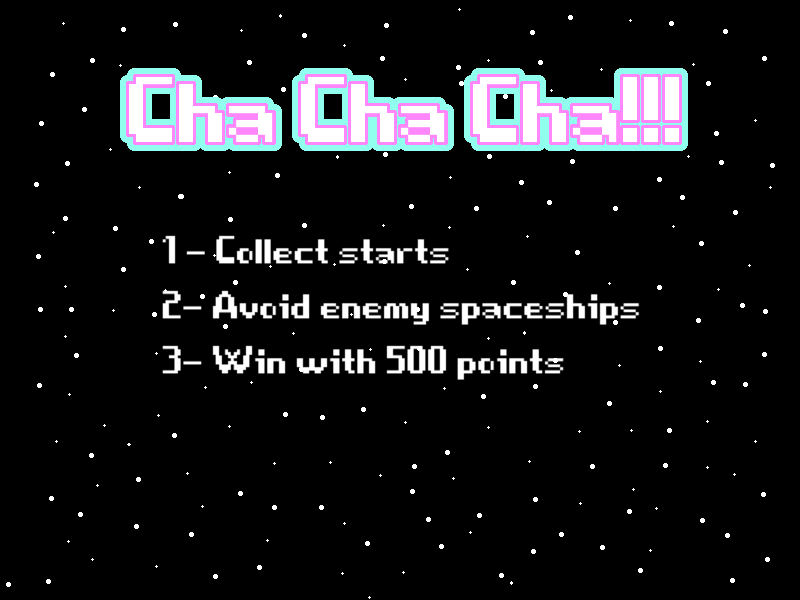 Cha Cha Cha!!!
1- Collect starts
2- Avoid enemy spaceships
3- Win with 500 points